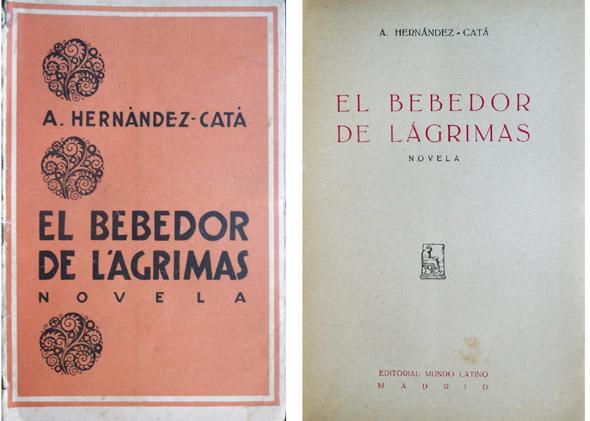 A. HERNÀNDEZ-CATÀ
EL BEBEDOR
DE LÁGRIMAS
NOVELA
A. HERNÁNDEZ-CATÁ
EL BEBEDOR
DE LÁGRIMAS
NOVELA
EDITORIAL MUNDO LATINO
MADRID